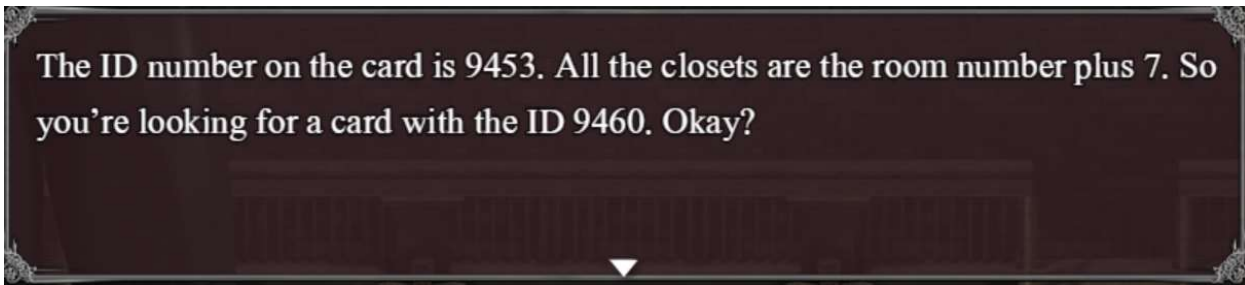 The ID number on the card is 9453. All the closets are the room number plus 7. So
you’re looking for a card with the ID 9460. Okay?